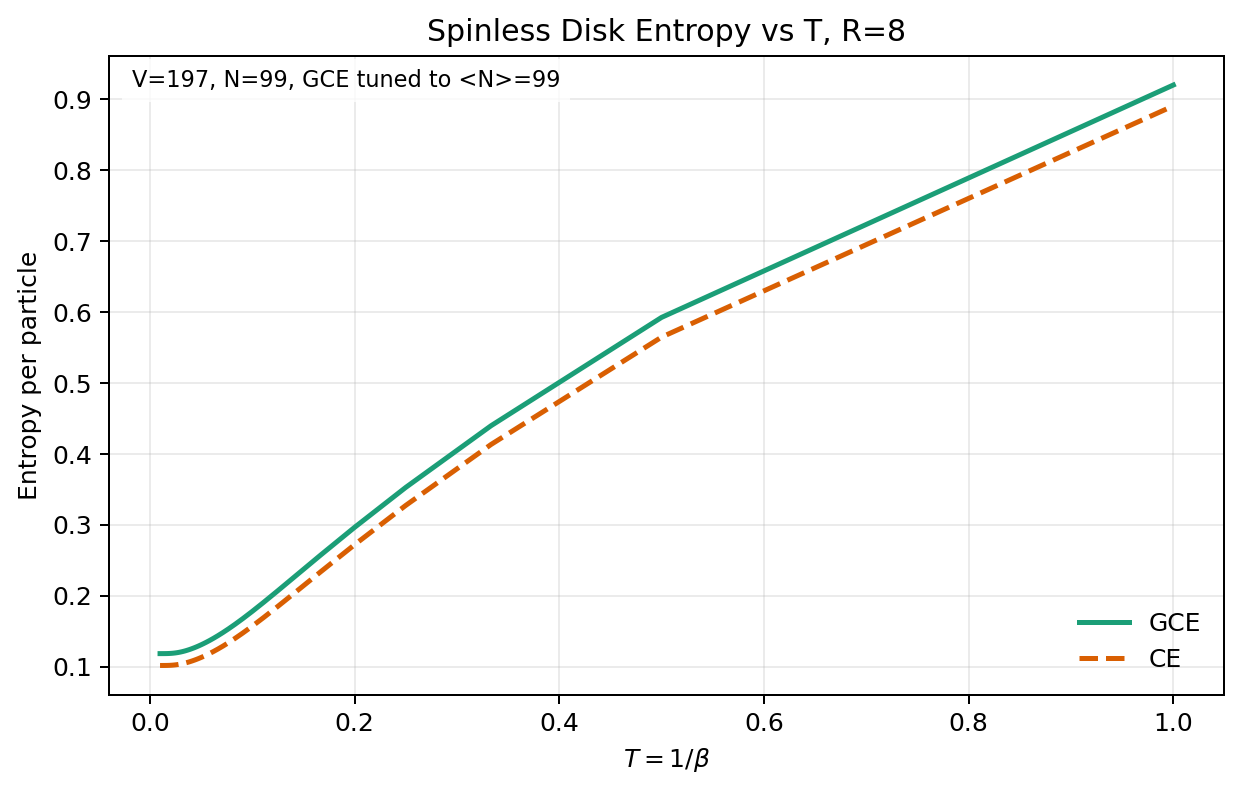 Spinless Disk Entropy vs T, R=8
V=197, N=99, GCE tuned to <N>=99
Entropy per particle
0.9
0.8
0.7
0.6
0.5
0.4
0.3
0.2
0.1
GCE
CE
0.0 0.2 0.4 0.6 0.8 1.0
T = 1/β